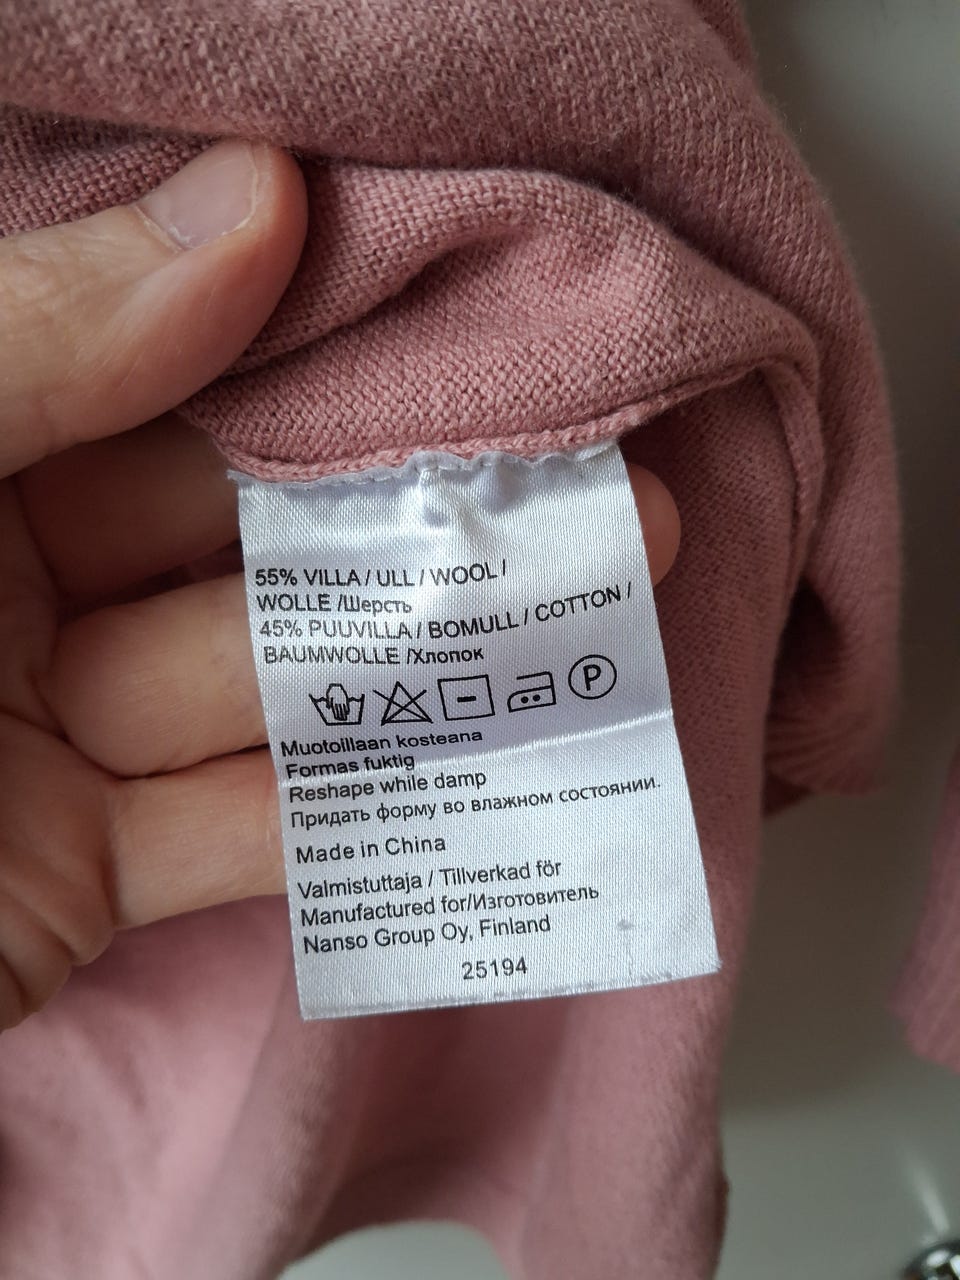 55% VILLA / ULL / WOOL /
WOLLE /Шерсть
45% PUUVILLA / BOMULL / COTTON /
BAUMWOLLE /Хлопок
P
Muotoillaan kosteana
Formas fuktig
Reshape while damp
Придать форму во влажном состоянии.
Made in China
Valmistuttaja / Tillverkad för
Manufactured for/Изготовитель
Nanso Group Oy, Finland
25194